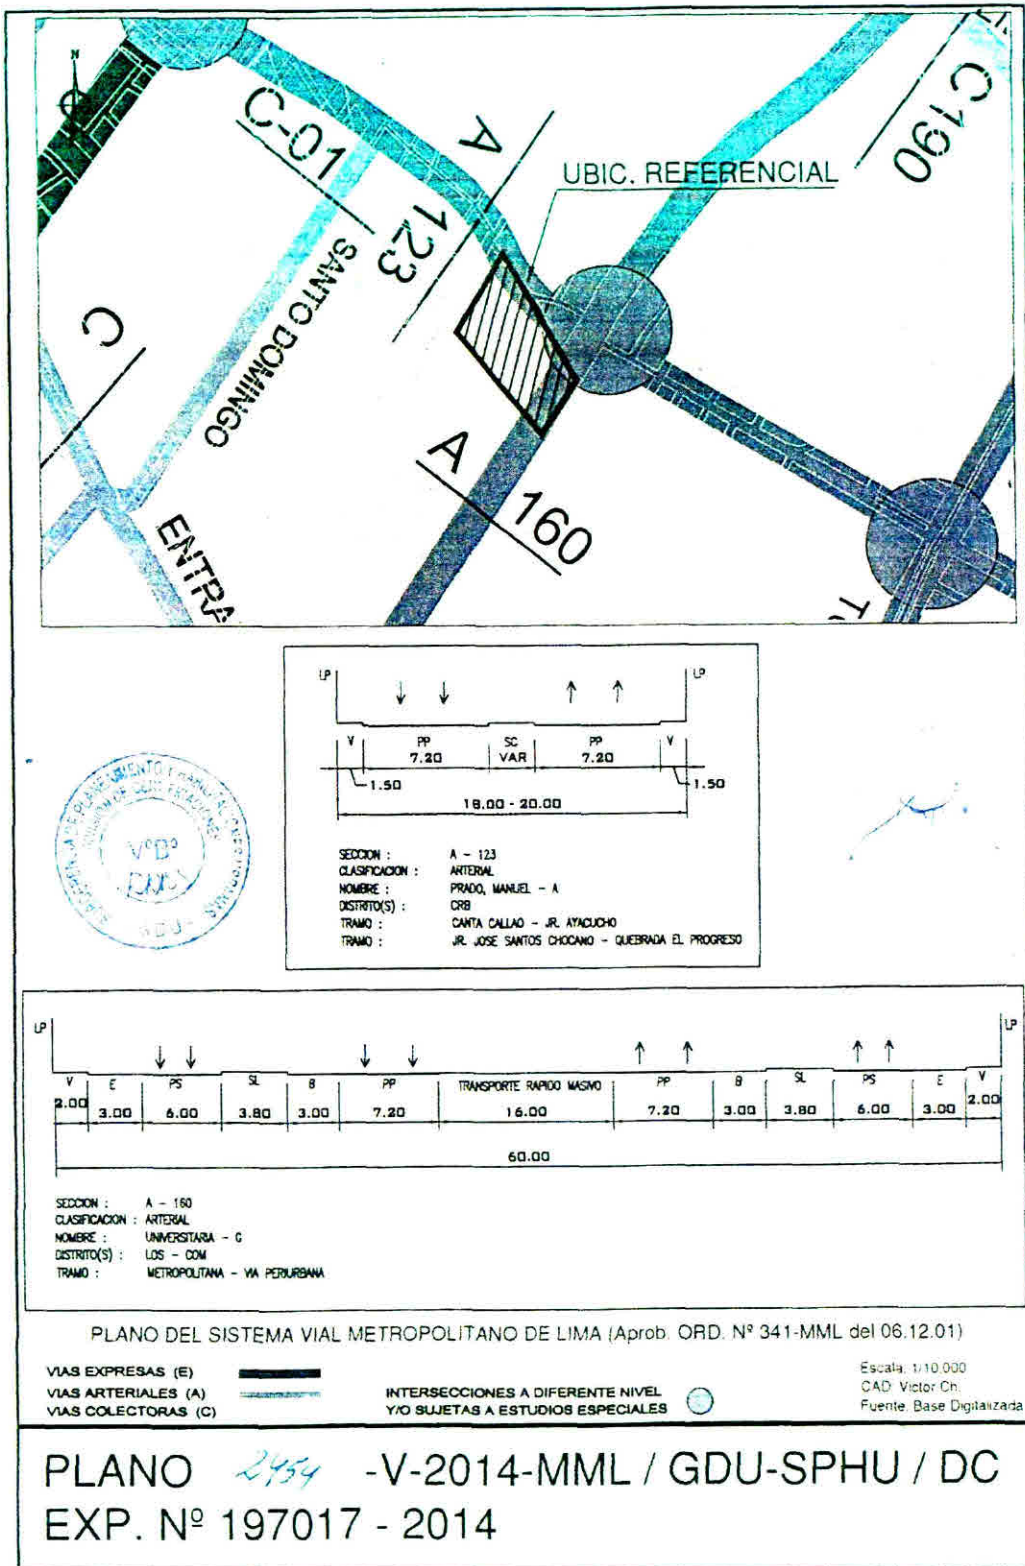 N
C-01
A
123
UBIC. REFERENCIAL
C 190
SANTO DOMINGO
C
A
160
ENTRA
LP
LP
V PP SC PP V
7.20 VAR 7.20
1.50 1.50
18.00 - 20.00
SECCION : A - 123
CLASIFICACION : ARTERIAL
NOMBRE : PRADO, MANUEL - A
DISTRITO(S) : CRB
TRAMO : CANTA CALLAO - JR. AYACUCHO
TRAMO : JR. JOSE SANTOS CHOCANO - QUEBRADA EL PROGRESO
VºBº
LP
LP
V E PS SL B PP TRANSPORTE RAPIDO MASIVO PP B SL PS E V
2.00 3.00 6.00 3.80 3.00 7.20 16.00 7.20 3.00 3.80 6.00 3.00 2.00
60.00
SECCION : A - 160
CLASIFICACION : ARTERIAL
NOMBRE : UNIVERSITARIA - G
DISTRITO(S) : LOS - COM
TRAMO : METROPOLITANA - VIA PERIURBANA
PLANO DEL SISTEMA VIAL METROPOLITANO DE LIMA (Aprob. ORD. Nº 341-MML del 06.12.01)
VIAS EXPRESAS (E)
VIAS ARTERIALES (A)
VIAS COLECTORAS (C)
INTERSECCIONES A DIFERENTE NIVEL
Y/O SUJETAS A ESTUDIOS ESPECIALES
Escala: 1/10,000
CAD: Victor Ch.
Fuente: Base Digitalizada
PLANO 2454 -V-2014-MML / GDU-SPHU / DC
EXP. Nº 197017 - 2014